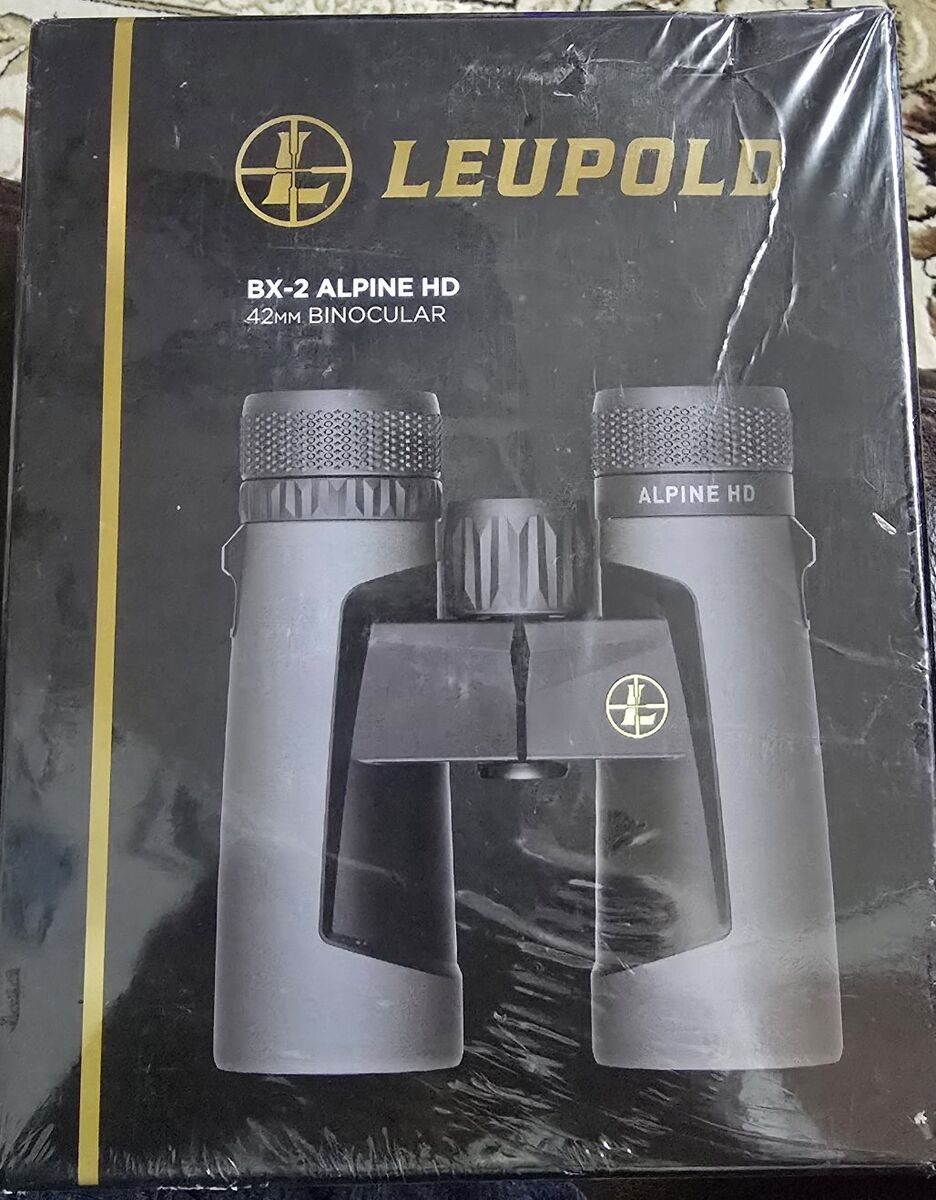 LEUPOLD
BX-2 ALPINE HD
42MM BINOCULAR
ALPINE HD